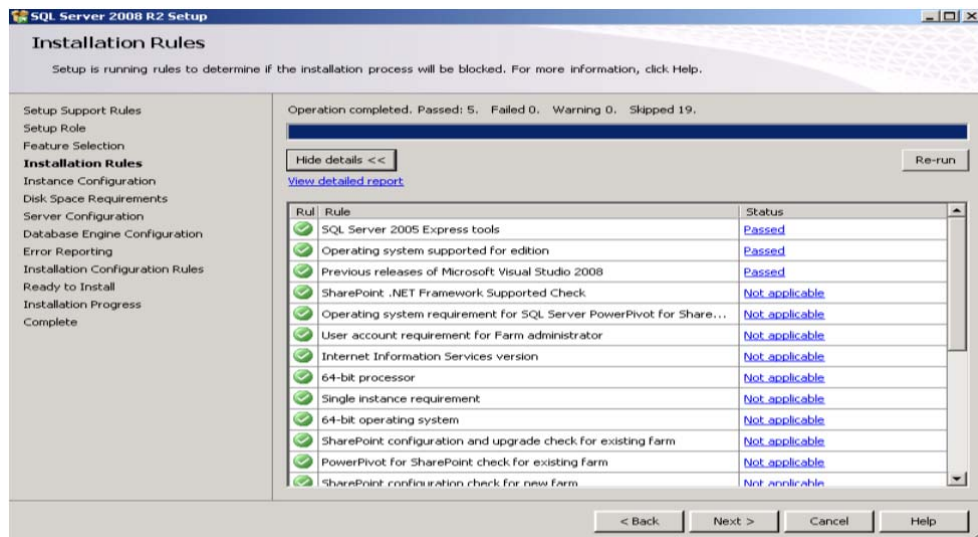 SQL Server 2008 R2 Setup
Installation Rules
Setup is running rules to determine if the installation process will be blocked. For more information, click Help.
Setup Support Rules
Setup Role
Feature Selection
Installation Rules
Instance Configuration
Disk Space Requirements
Server Configuration
Database Engine Configuration
Error Reporting
Installation Configuration Rules
Ready to Install
Installation Progress
Complete
Operation completed. Passed: 5. Failed 0. Warning 0. Skipped 19.
Hide details <<
Re-run
View detailed report
Rul Rule Status
SQL Server 2005 Express tools Passed
Operating system supported for edition Passed
Previous releases of Microsoft Visual Studio 2008 Passed
SharePoint .NET Framework Supported Check Not applicable
Operating system requirement for SQL Server PowerPivot for Share... Not applicable
User account requirement for Farm administrator Not applicable
Internet Information Services version Not applicable
64-bit processor Not applicable
Single instance requirement Not applicable
64-bit operating system Not applicable
SharePoint configuration and upgrade check for existing farm Not applicable
PowerPivot for SharePoint check for existing farm Not applicable
SharePoint configuration check for new farm Not applicable
< Back Next > Cancel Help